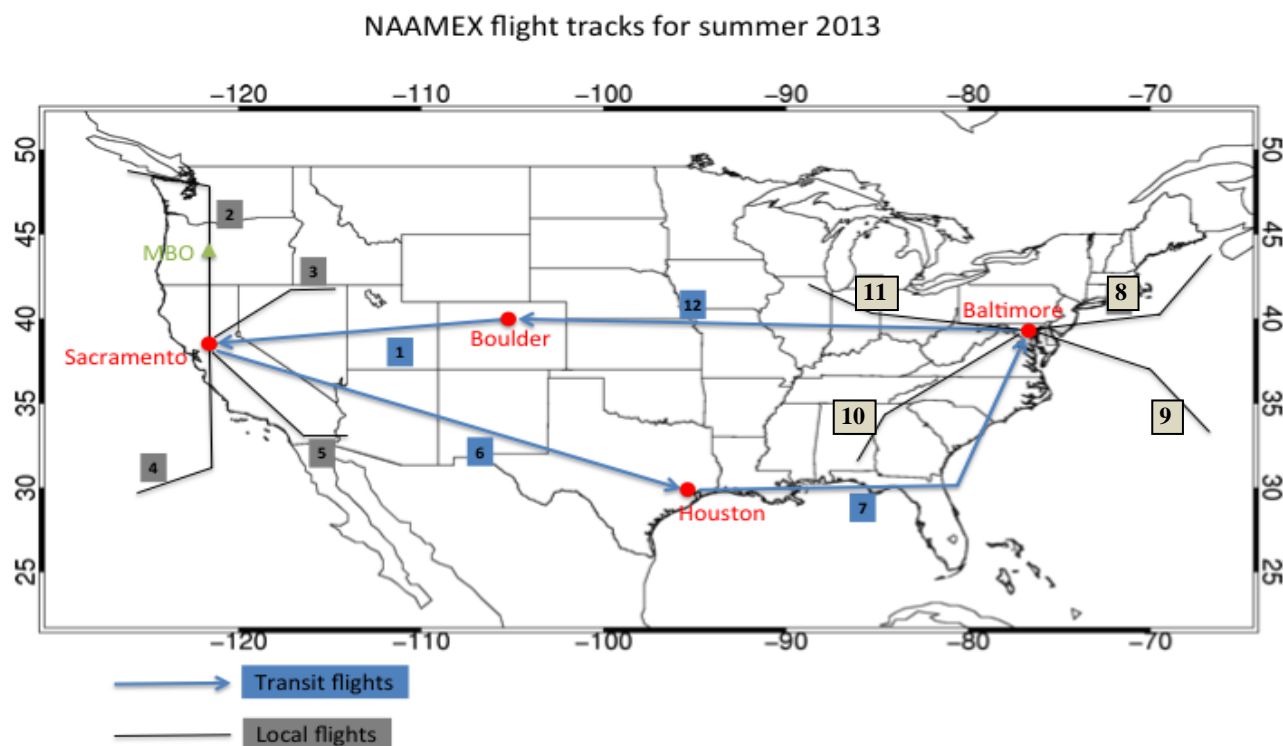 NAAMEX flight tracks for summer 2013
−120 −110 −100 −90 −80 −70
50 50
2
45 45
MBO
3
11 8
12
40 Baltimore 40
Boulder
Sacramento
1
35 35
10 9
6
4 5
30 30
Houston
7
25 25
−120 −110 −100 −90 −80 −70
Transit flights
Local flights